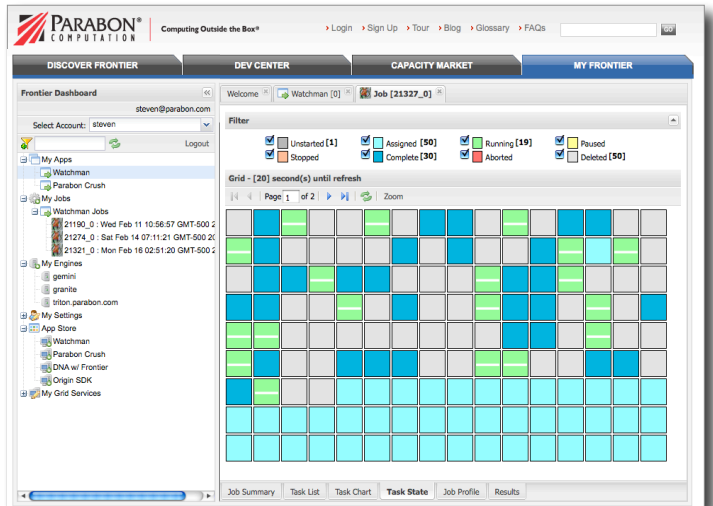 PARABON®
COMPUTATION
Computing Outside the Box®
Login Sign Up Tour Blog Glossary FAQs
GO
DISCOVER FRONTIER DEV CENTER CAPACITY MARKET MY FRONTIER
Frontier Dashboard
steven@parabon.com
Select Account: steven
Logout
My Apps
Watchman
Parabon Crush
My Jobs
Watchman Jobs
21190_0 : Wed Feb 11 10:56:57 GMT-500 2
21274_0 : Sat Feb 14 07:11:21 GMT-500 20
21321_0 : Mon Feb 16 02:51:20 GMT-500 2
My Engines
gemini
granite
triton.parabon.com
My Settings
App Store
Watchman
Parabon Crush
DNA w/ Frontier
Origin SDK
My Grid Services
Welcome Watchman [0] Job [21327_0]
Filter
Unstarted [1] Assigned [50] Running [19] Paused
Stopped Complete [30] Aborted Deleted [50]
Grid - [20] second(s) until refresh
Page 1 of 2 Zoom
Job Summary Task List Task Chart Task State Job Profile Results